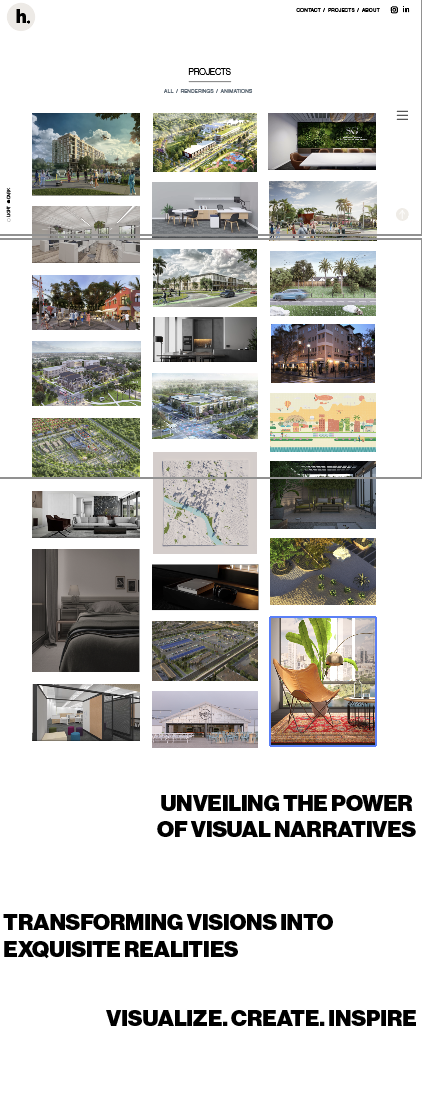 h.
CONTACT / PROJECTS / ABOUT
in
PROJECTS
ALL / RENDERINGS / ANIMATIONS
LIGHT DARK
UNVEILING THE POWER
OF VISUAL NARRATIVES
TRANSFORMING VISIONS INTO
EXQUISITE REALITIES
VISUALIZE. CREATE. INSPIRE